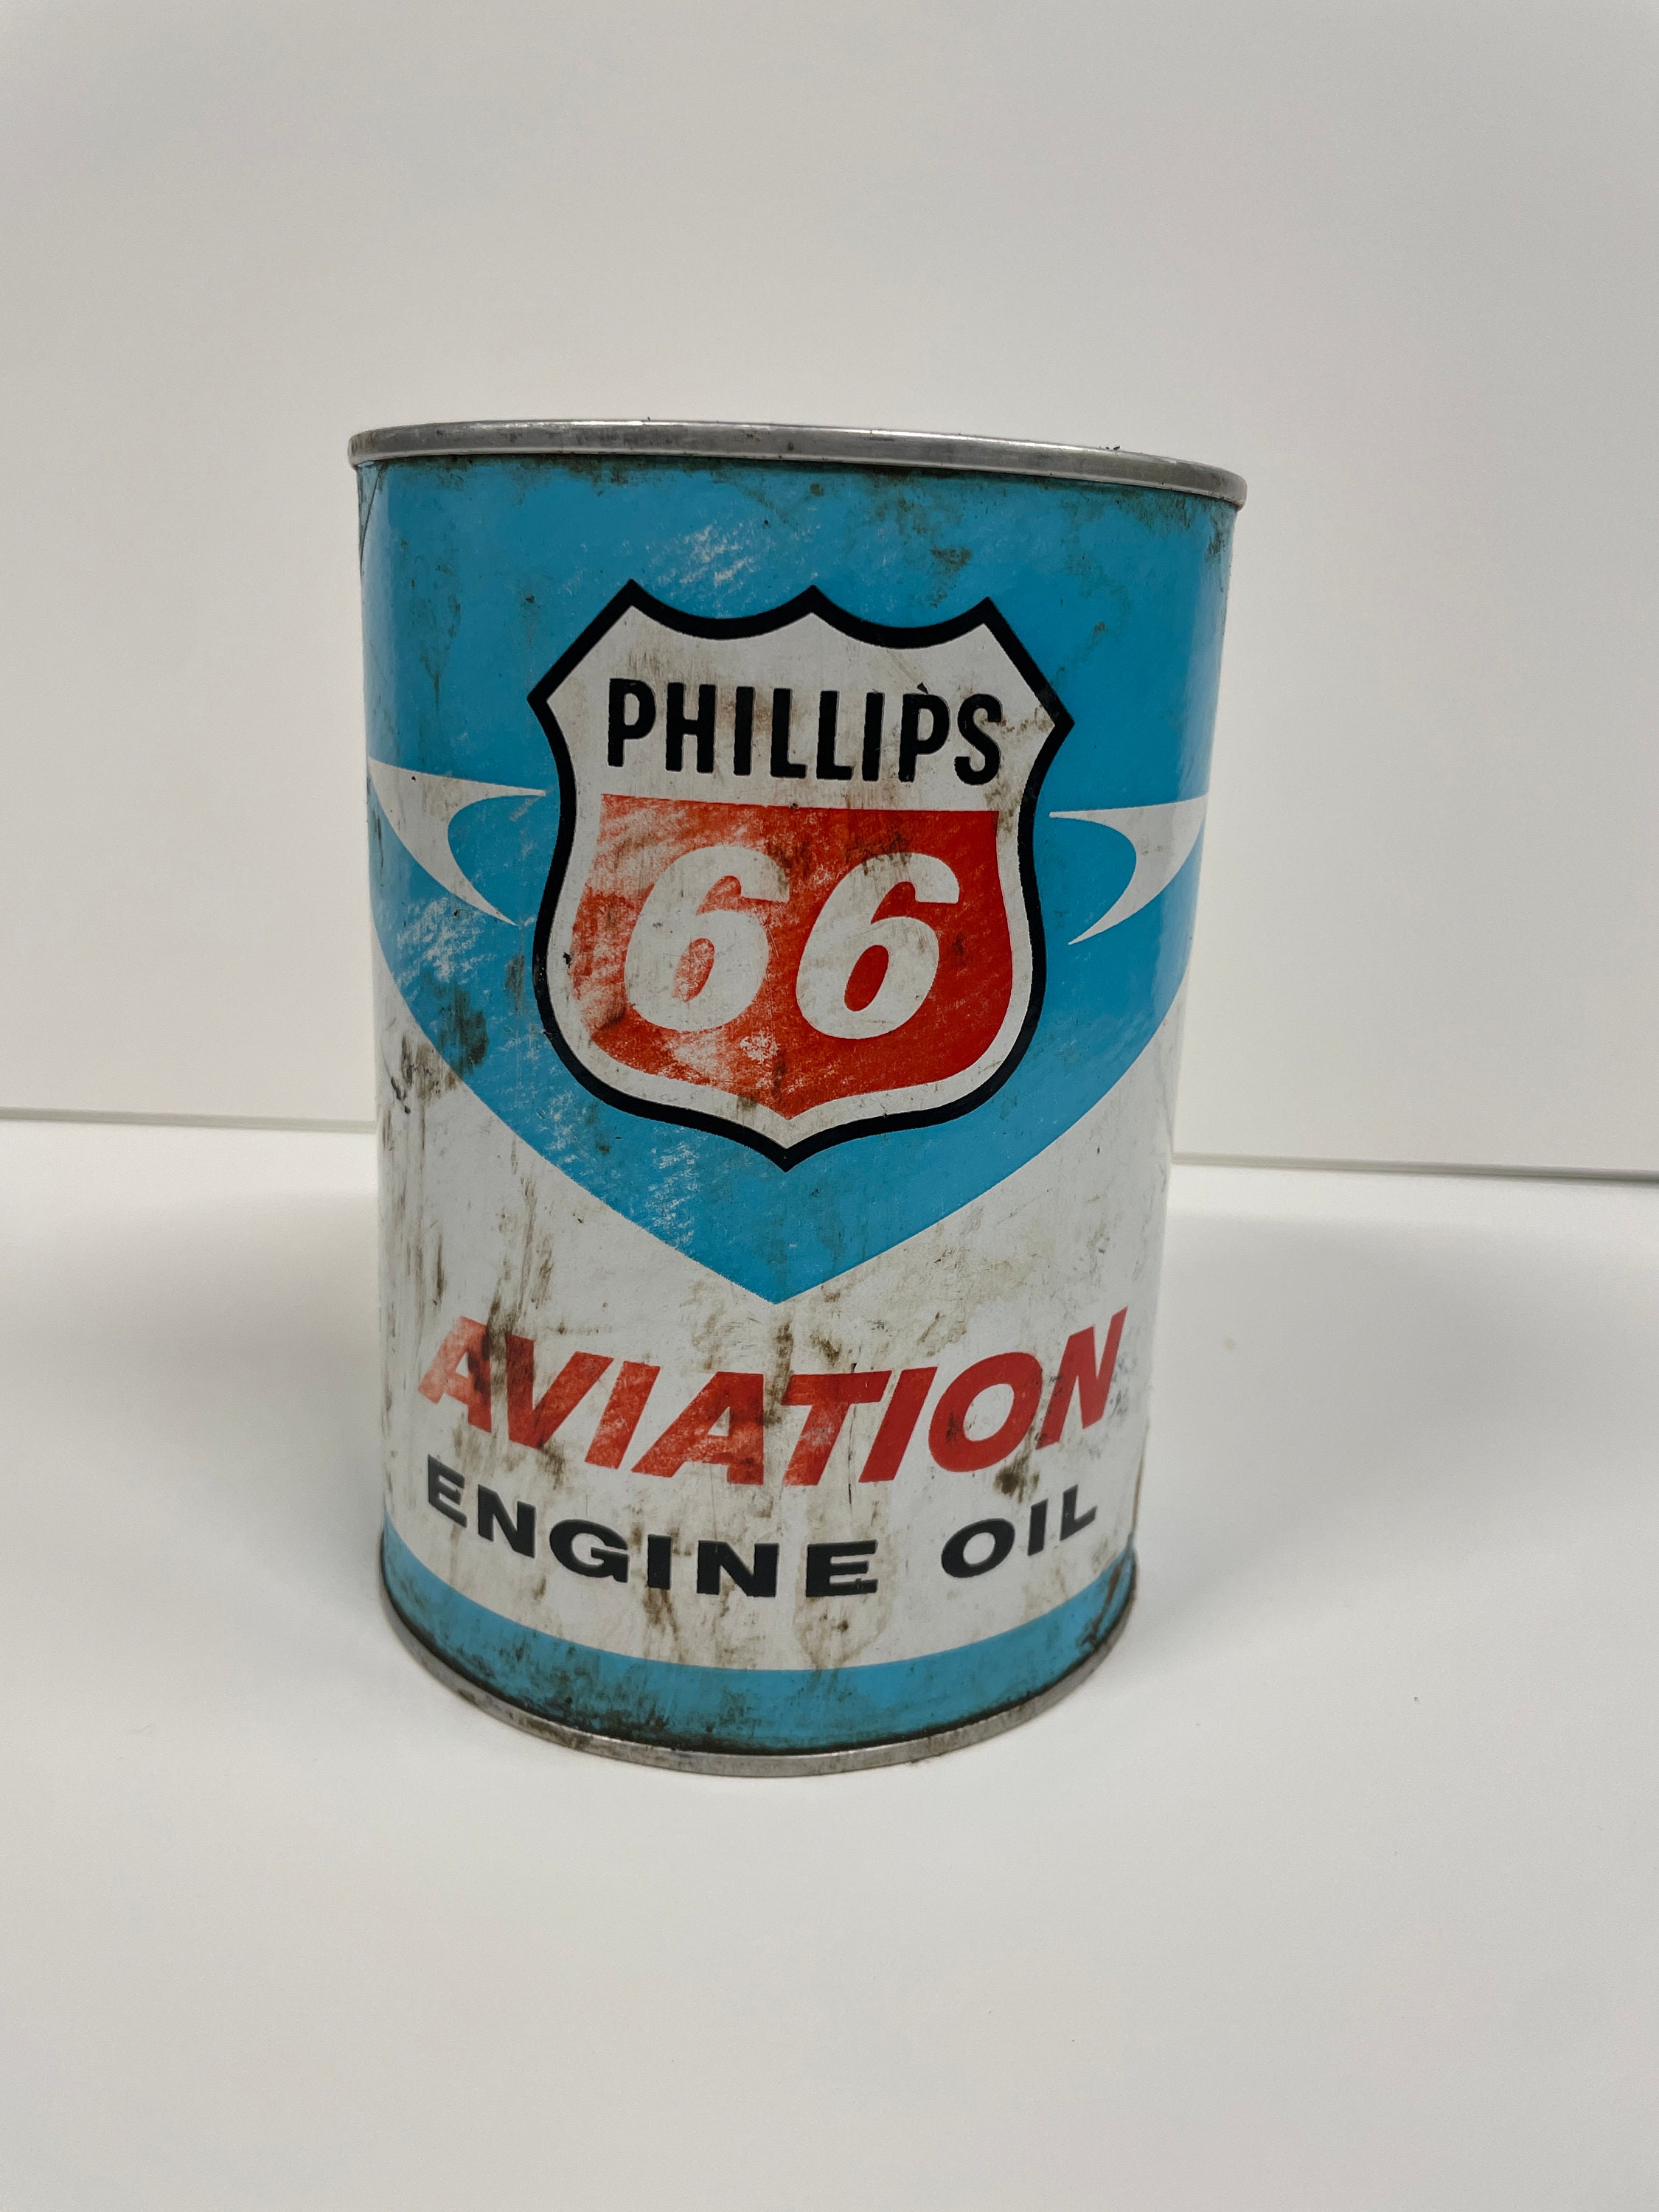 PHILLIPS
66
AVIATION
ENGINE OIL